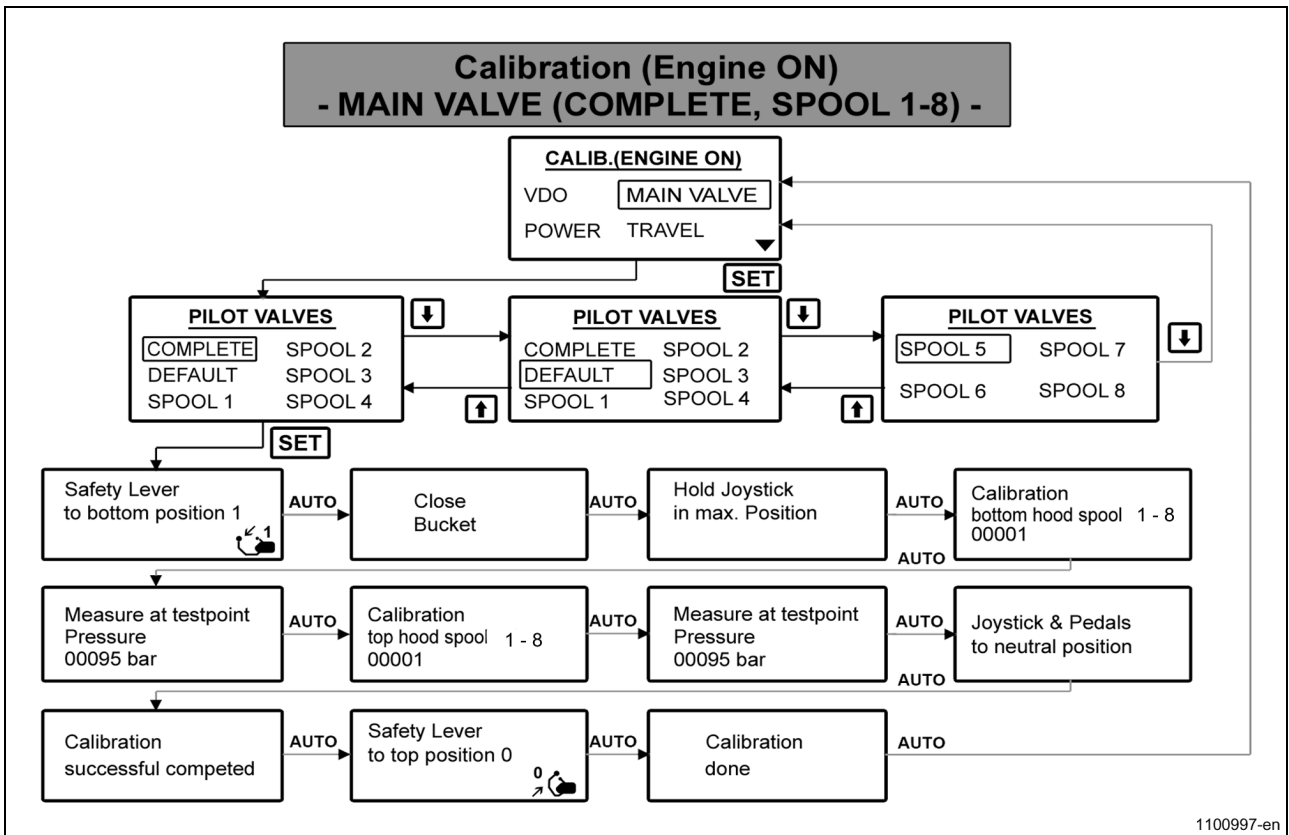 Calibration (Engine ON)
- MAIN VALVE (COMPLETE, SPOOL 1-8) -
CALIB.(ENGINE ON)
VDO MAIN VALVE
POWER TRAVEL
SET
PILOT VALVES
COMPLETE SPOOL 2
DEFAULT SPOOL 3
SPOOL 1 SPOOL 4
PILOT VALVES
COMPLETE SPOOL 2
DEFAULT SPOOL 3
SPOOL 1 SPOOL 4
PILOT VALVES
SPOOL 5 SPOOL 7
SPOOL 6 SPOOL 8
SET
Safety Lever
to bottom position 1
1
AUTO
Close
Bucket
AUTO
Hold Joystick
in max. Position
AUTO
Calibration
bottom hood spool 1 - 8
00001
AUTO
Measure at testpoint
Pressure
00095 bar
AUTO
Calibration
top hood spool 1 - 8
00001
AUTO
Measure at testpoint
Pressure
00095 bar
AUTO
Joystick & Pedals
to neutral position
AUTO
Calibration
successful competed
AUTO
Safety Lever
to top position 0
0
AUTO
Calibration
done
AUTO
1100997-en